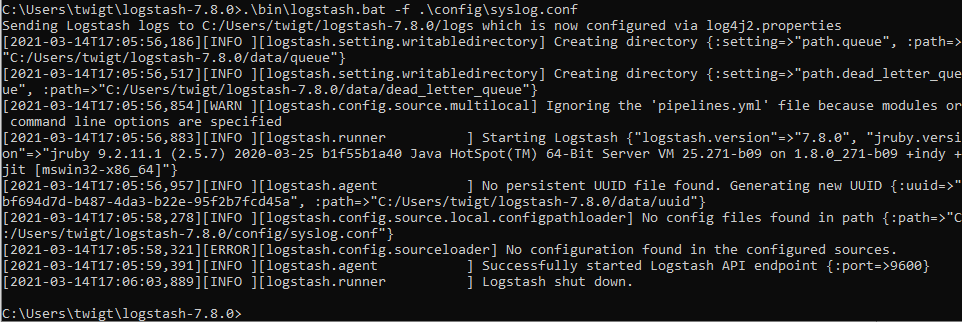 C:\Users\twigt\logstash-7.8.0>.\bin\logstash.bat -f .\config\syslog.conf
Sending Logstash logs to C:/Users/twigt/logstash-7.8.0/logs which is now configured via log4j2.properties
[2021-03-14T17:05:56,186][INFO ][logstash.setting.writabledirectory] Creating directory {:setting=>"path.queue", :path=>
"C:/Users/twigt/logstash-7.8.0/data/queue"}
[2021-03-14T17:05:56,517][INFO ][logstash.setting.writabledirectory] Creating directory {:setting=>"path.dead_letter_que
ue", :path=>"C:/Users/twigt/logstash-7.8.0/data/dead_letter_queue"}
[2021-03-14T17:05:56,854][WARN ][logstash.config.source.multilocal] Ignoring the 'pipelines.yml' file because modules or
 command line options are specified
[2021-03-14T17:05:56,883][INFO ][logstash.runner          ] Starting Logstash {"logstash.version"=>"7.8.0", "jruby.versi
on"=>"jruby 9.2.11.1 (2.5.7) 2020-03-25 b1f55b1a40 Java HotSpot(TM) 64-Bit Server VM 25.271-b09 on 1.8.0_271-b09 +indy +
jit [mswin32-x86_64]"}
[2021-03-14T17:05:56,957][INFO ][logstash.agent           ] No persistent UUID file found. Generating new UUID {:uuid=>"
bf694d7d-b487-4da3-b22e-95f2b7fcd45a", :path=>"C:/Users/twigt/logstash-7.8.0/data/uuid"}
[2021-03-14T17:05:58,278][INFO ][logstash.config.source.local.configpathloader] No config files found in path {:path=>"C
:/Users/twigt/logstash-7.8.0/config/syslog.conf"}
[2021-03-14T17:05:58,321][ERROR][logstash.config.sourceloader] No configuration found in the configured sources.
[2021-03-14T17:05:59,391][INFO ][logstash.agent           ] Successfully started Logstash API endpoint {:port=>9600}
[2021-03-14T17:06:03,889][INFO ][logstash.runner          ] Logstash shut down.
C:\Users\twigt\logstash-7.8.0>